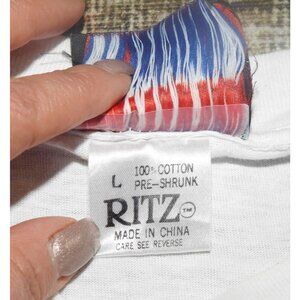 L 100% COTTON
PRE-SHRUNK
RITZ™
MADE IN CHINA
CARE SEE REVERSE